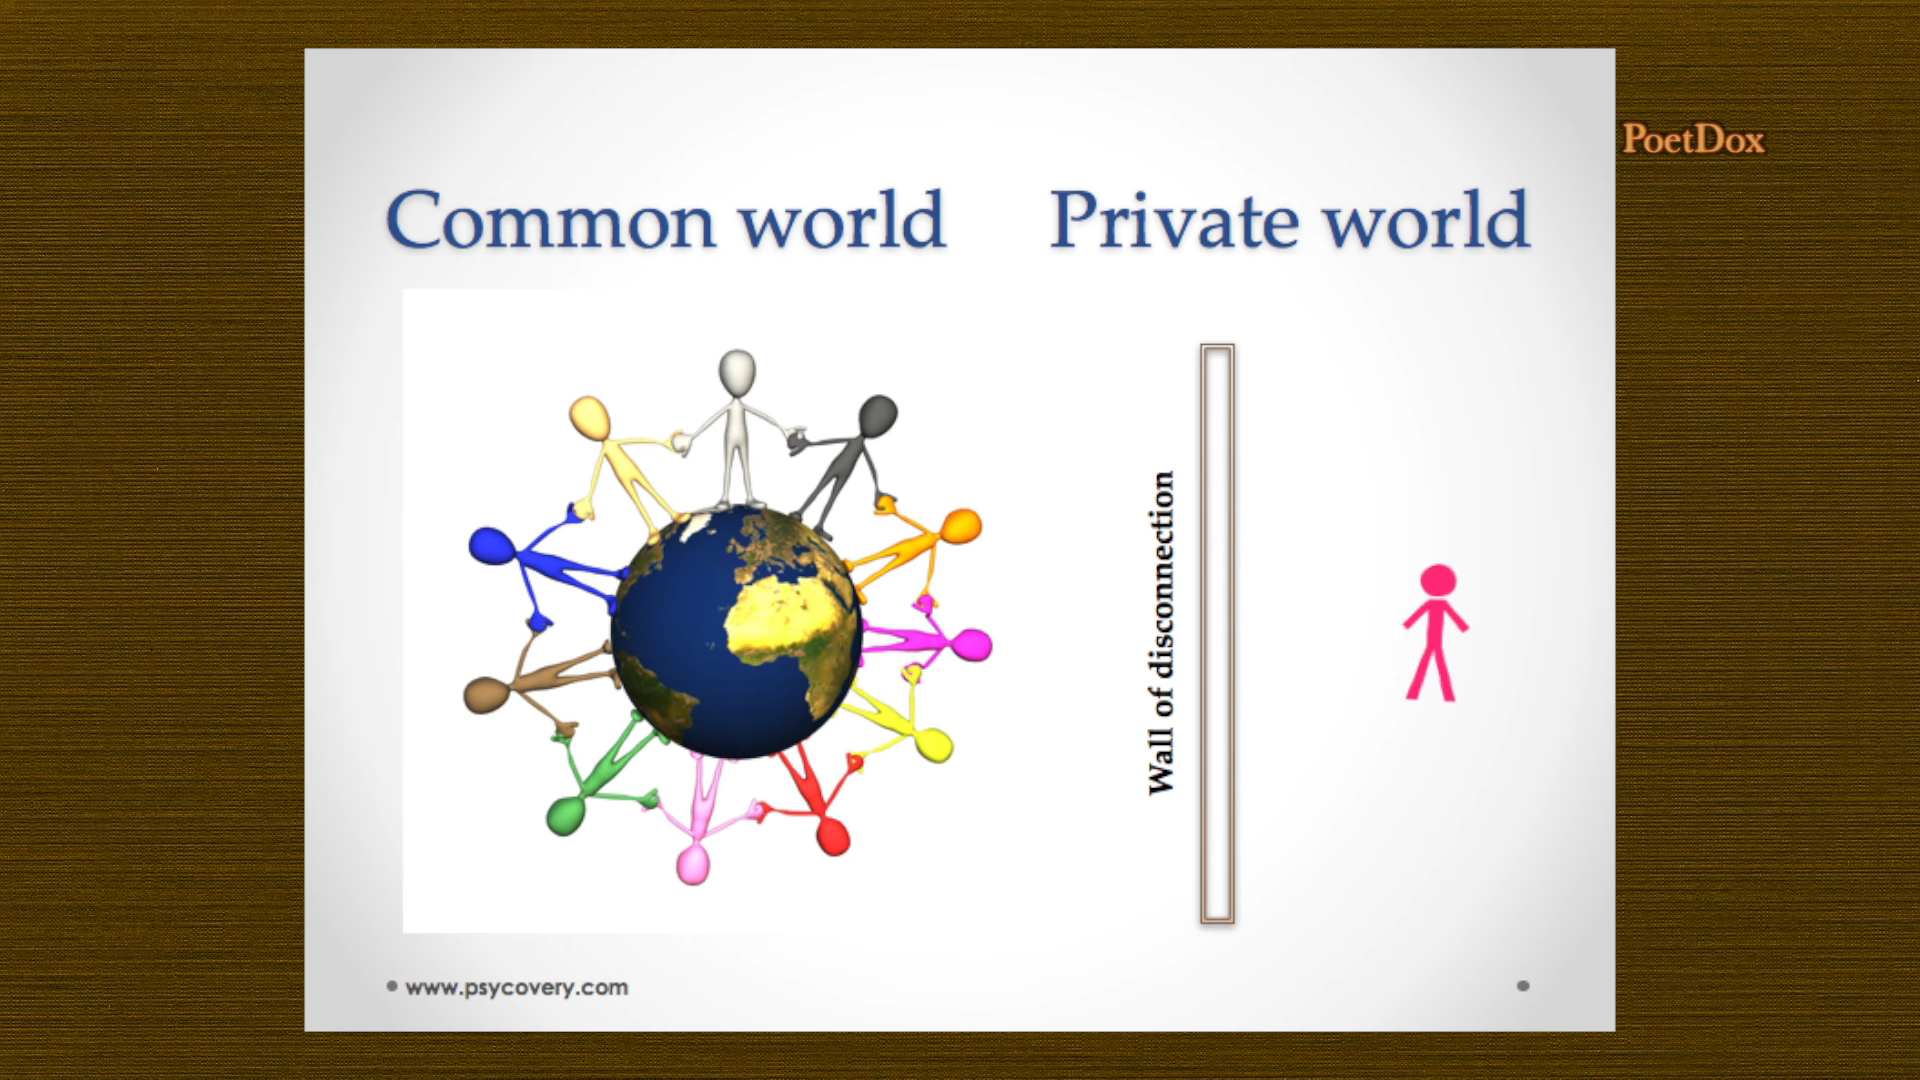 PoetDox
Common world
Private world
Wall of disconnection
www.psycovery.com